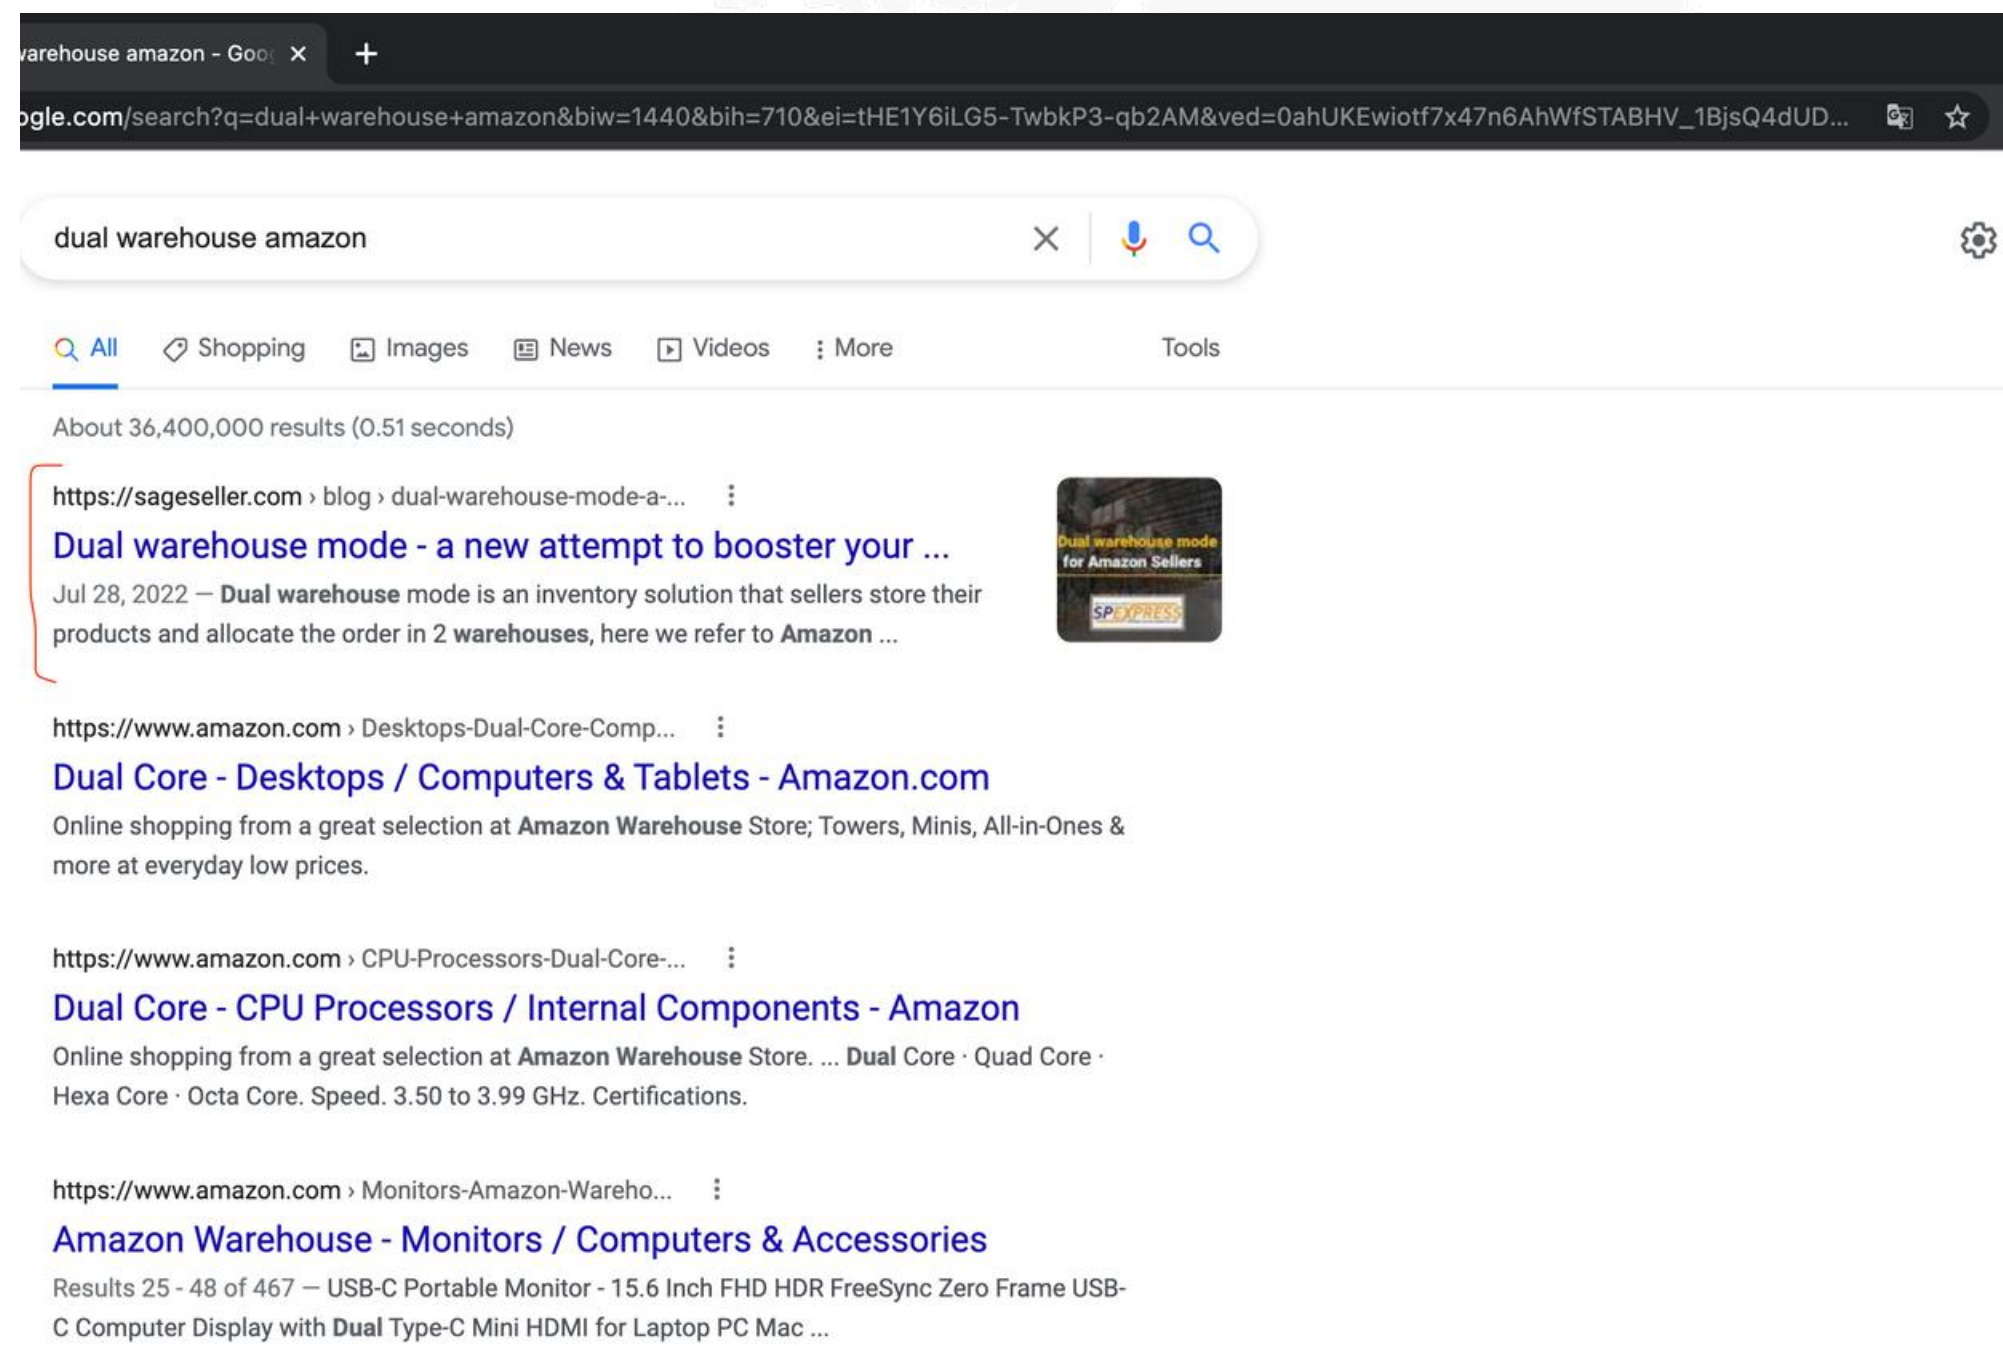 warehouse amazon - Goo
ogle.com/search?q=dual+warehouse+amazon&biw=1440&bih=710&ei=tHE1Y6iLG5-TwbkP3-qb2AM&ved=0ahUKEwiotf7x47n6AhWfSTABHV_1BjsQ4dUD...
dual warehouse amazon
All Shopping Images News Videos More Tools
About 36,400,000 results (0.51 seconds)
https://sageseller.com › blog › dual-warehouse-mode-a-...
Dual warehouse mode - a new attempt to booster your ...
Jul 28, 2022 — Dual warehouse mode is an inventory solution that sellers store their
products and allocate the order in 2 warehouses, here we refer to Amazon ...
Dual warehouse mode
for Amazon Sellers
SPEXPRESS
https://www.amazon.com › Desktops-Dual-Core-Comp...
Dual Core - Desktops / Computers & Tablets - Amazon.com
Online shopping from a great selection at Amazon Warehouse Store; Towers, Minis, All-in-Ones &
more at everyday low prices.
https://www.amazon.com › CPU-Processors-Dual-Core-...
Dual Core - CPU Processors / Internal Components - Amazon
Online shopping from a great selection at Amazon Warehouse Store. ... Dual Core · Quad Core ·
Hexa Core · Octa Core. Speed. 3.50 to 3.99 GHz. Certifications.
https://www.amazon.com › Monitors-Amazon-Wareho...
Amazon Warehouse - Monitors / Computers & Accessories
Results 25 - 48 of 467 — USB-C Portable Monitor - 15.6 Inch FHD HDR FreeSync Zero Frame USB-
C Computer Display with Dual Type-C Mini HDMI for Laptop PC Mac ...